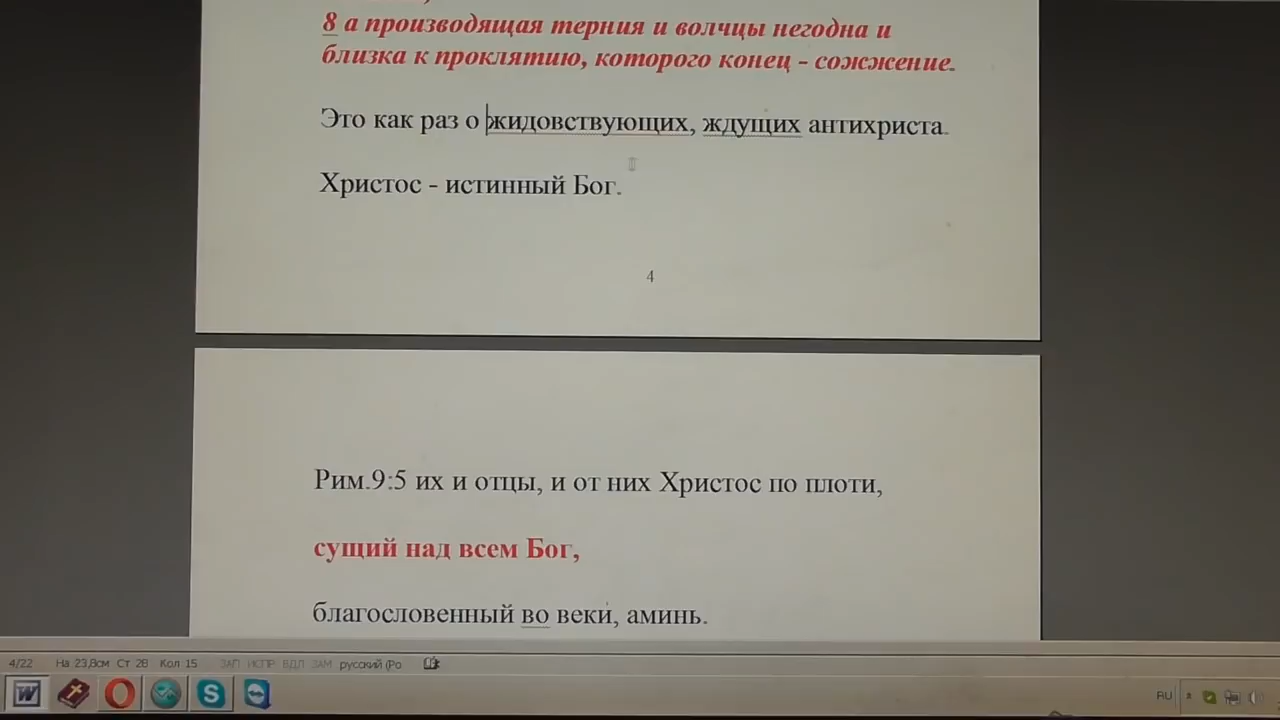 8 а производящая терния и волчцы негодна и
близка к проклятию, которого конец - сожжение.
Это как раз о жидовствующих, ждущих антихриста.
Христос - истинный Бог.
4
Рим.9:5 их и отцы, и от них Христос по плоти,
сущий над всем Бог,
благословенный во веки, аминь.
4/22 На 23,8см Ст 28 Кол 15 ЗАП ИСПР ВДЛ ЗАМ русский (Ро
RU